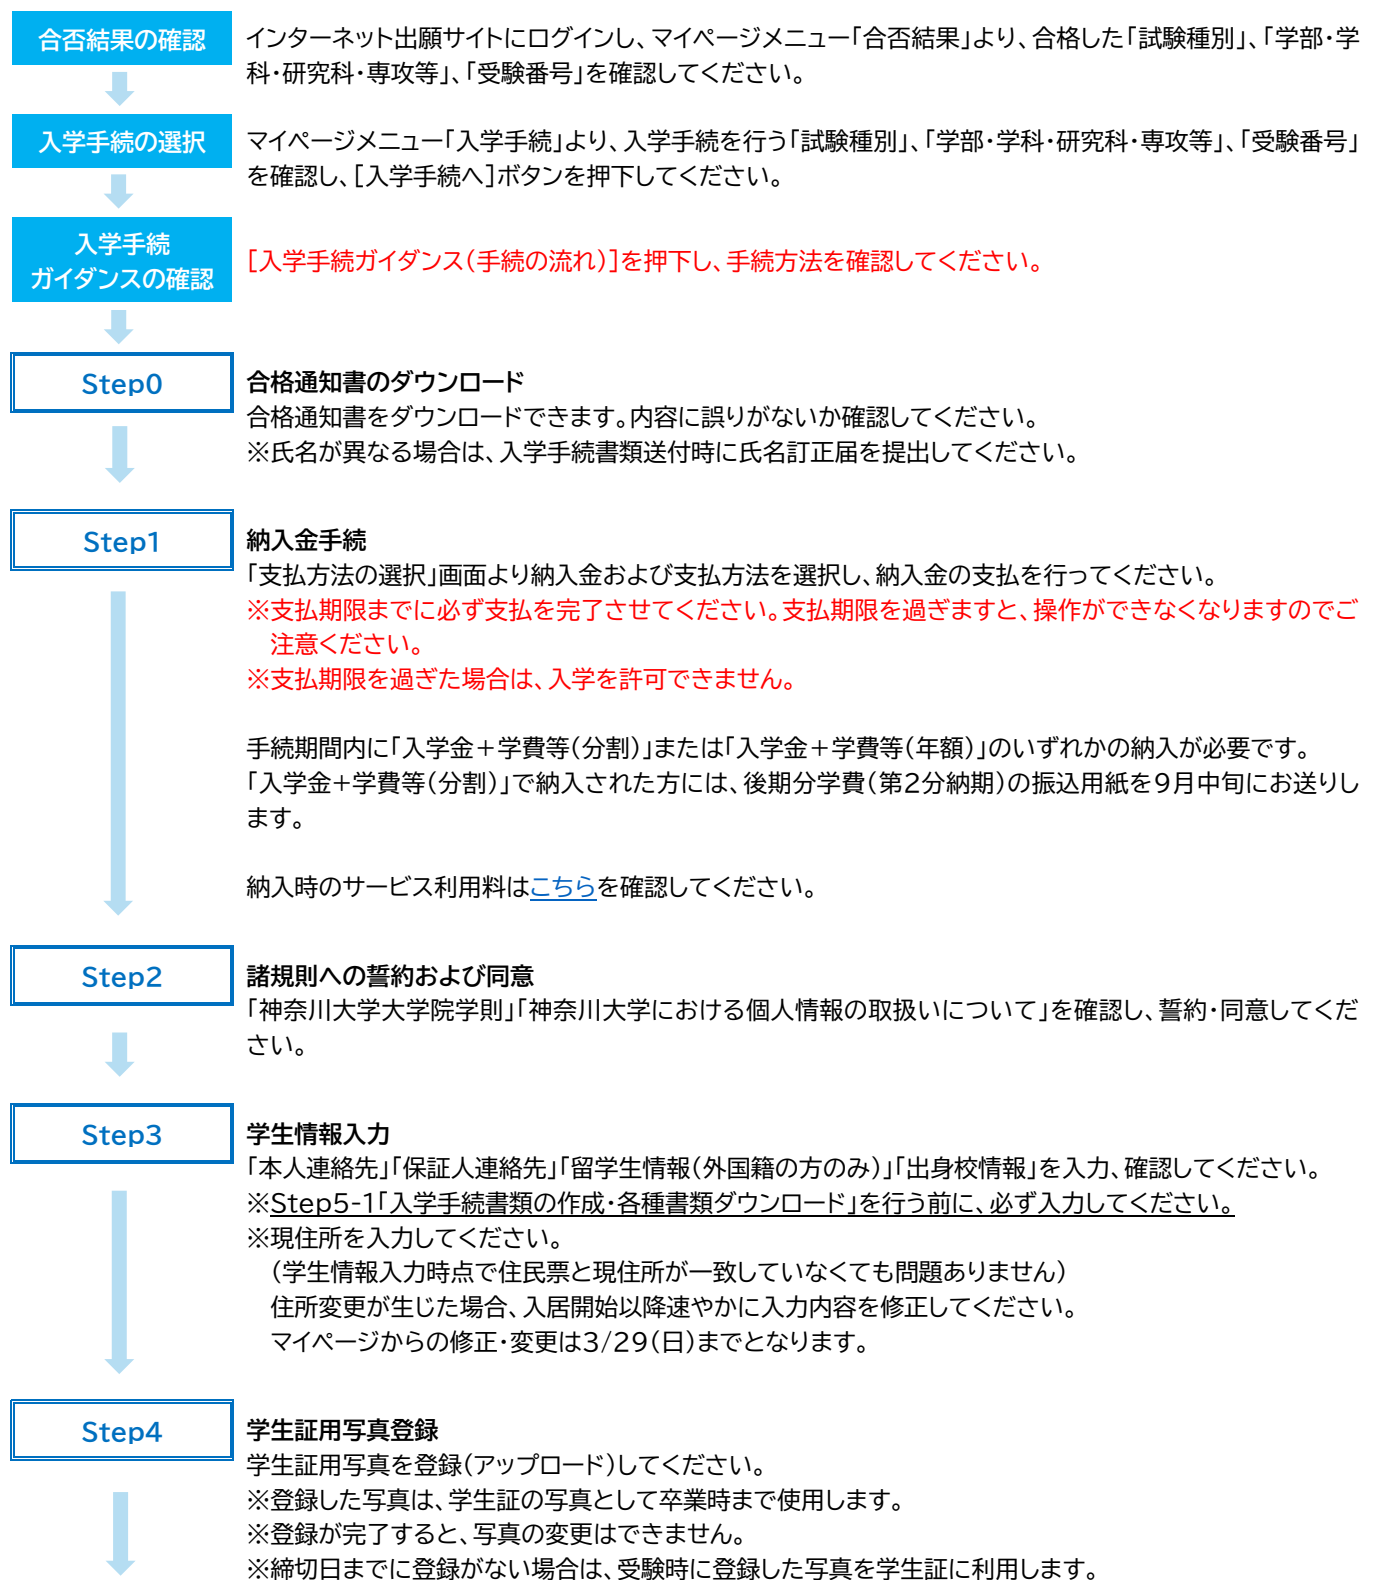 合否結果の確認
インターネット出願サイトにログインし、マイページメニュー「合否結果」より、合格した「試験種別」、「学部・学
科・研究科・専攻等」、「受験番号」を確認してください。
入学手続の選択
マイページメニュー「入学手続」より、入学手続を行う「試験種別」、「学部・学科・研究科・専攻等」、「受験番号」
を確認し、[入学手続へ]ボタンを押下してください。
入学手続
ガイダンスの確認
[入学手続ガイダンス(手続の流れ)]を押下し、手続方法を確認してください。
Step0
合格通知書のダウンロード
合格通知書をダウンロードできます。内容に誤りがないか確認してください。
※氏名が異なる場合は、入学手続書類送付時に氏名訂正届を提出してください。
Step1
納入金手続
「支払方法の選択」画面より納入金および支払方法を選択し、納入金の支払を行ってください。
※支払期限までに必ず支払を完了させてください。支払期限を過ぎますと、操作ができなくなりますのでご
注意ください。
※支払期限を過ぎた場合は、入学を許可できません。
手続期間内に「入学金+学費等(分割)」または「入学金+学費等(年額)」のいずれかの納入が必要です。
「入学金+学費等(分割)」で納入された方には、後期分学費(第2分納期)の振込用紙を9月中旬にお送りし
ます。
納入時のサービス利用料はこちらを確認してください。
Step2
諸規則への誓約および同意
「神奈川大学大学院学則」「神奈川大学における個人情報の取扱いについて」を確認し、誓約・同意してくだ
さい。
Step3
学生情報入力
「本人連絡先」「保証人連絡先」「留学生情報(外国籍の方のみ)」「出身校情報」を入力、確認してください。
※Step5-1「入学手続書類の作成・各種書類ダウンロード」を行う前に、必ず入力してください。
※現住所を入力してください。
(学生情報入力時点で住民票と現住所が一致していなくても問題ありません)
住所変更が生じた場合、入居開始以降速やかに入力内容を修正してください。
マイページからの修正・変更は3/29(日)までとなります。
Step4
学生証用写真登録
学生証用写真を登録(アップロード)してください。
※登録した写真は、学生証の写真として卒業時まで使用します。
※登録が完了すると、写真の変更はできません。
※締切日までに登録がない場合は、受験時に登録した写真を学生証に利用します。